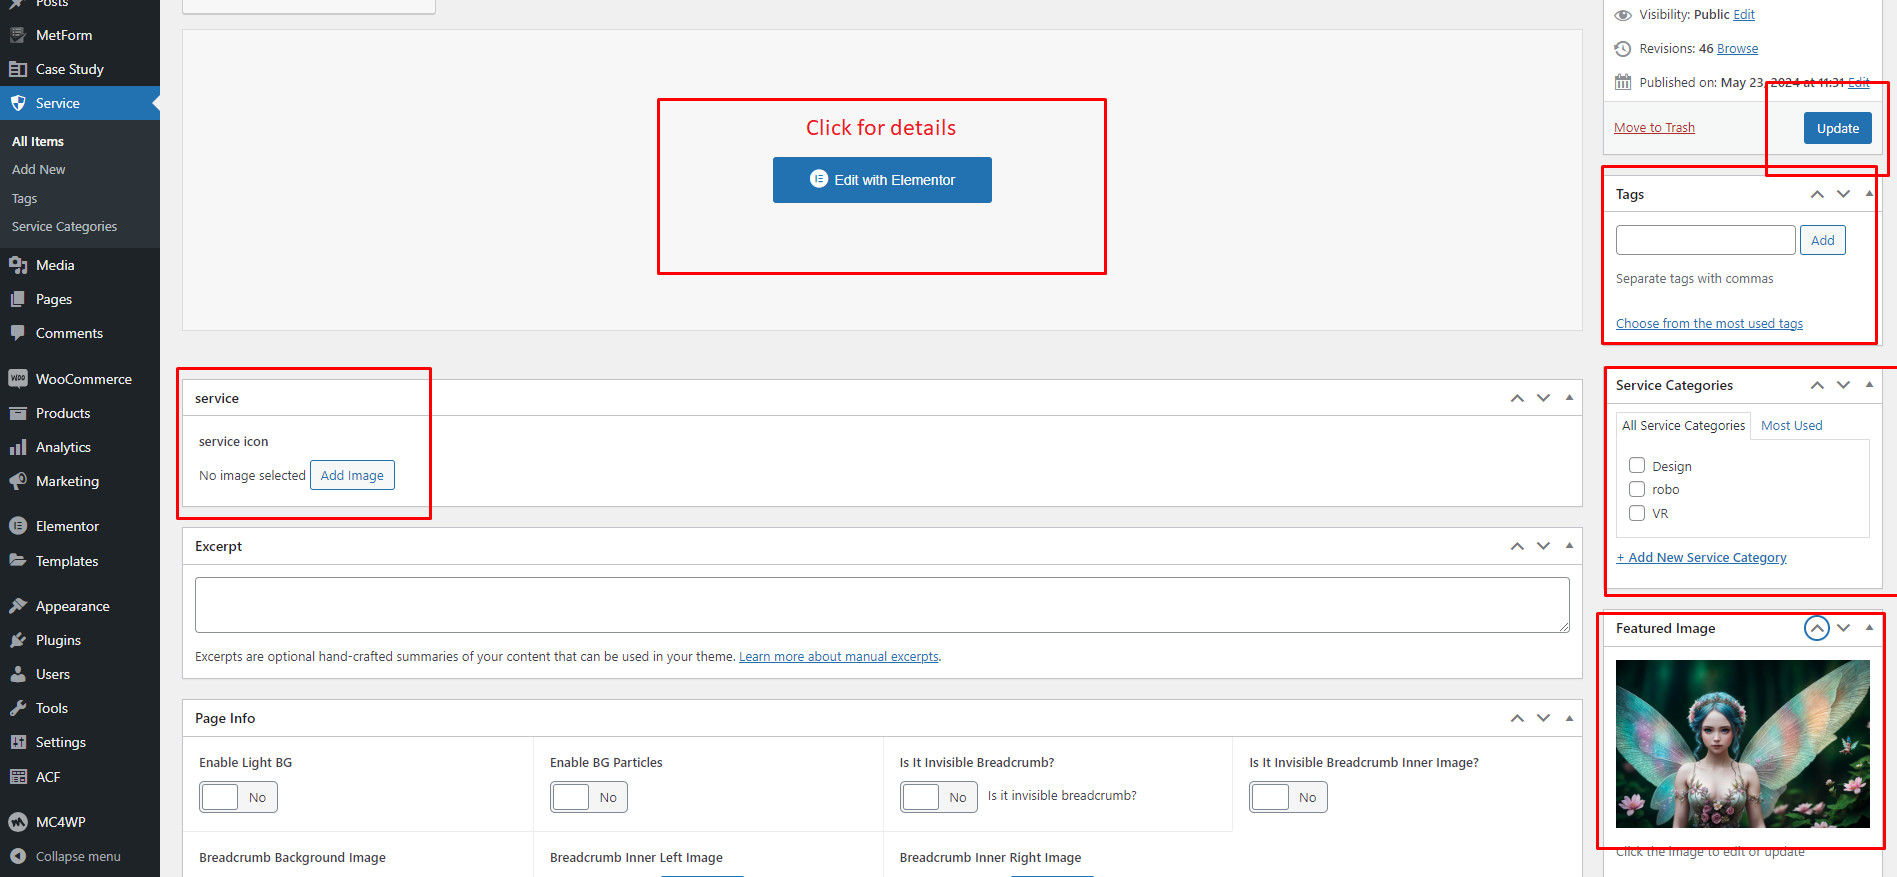 Posts
MetForm
Case Study
Service
All Items
Add New
Tags
Service Categories
Media
Pages
Comments
WooCommerce
Products
Analytics
Marketing
Elementor
Templates
Appearance
Plugins
Users
Tools
Settings
ACF
MC4WP
Collapse menu
Click for details
Edit with Elementor
service
service icon
No image selected Add Image
Excerpt
Excerpts are optional hand-crafted summaries of your content that can be used in your theme. Learn more about manual excerpts.
Page Info
Enable Light BG
No
Enable BG Particles
No
Is It Invisible Breadcrumb?
No Is it invisible breadcrumb?
Is It Invisible Breadcrumb Inner Image?
No
Breadcrumb Background Image
Breadcrumb Inner Left Image
Breadcrumb Inner Right Image
Visibility: Public Edit
Revisions: 46 Browse
Published on: May 23, 2024 at 11:31 Edit
Move to Trash
Update
Tags
Add
Separate tags with commas
Choose from the most used tags
Service Categories
All Service Categories Most Used
Design
robo
VR
+ Add New Service Category
Featured Image
Click the image to edit or update